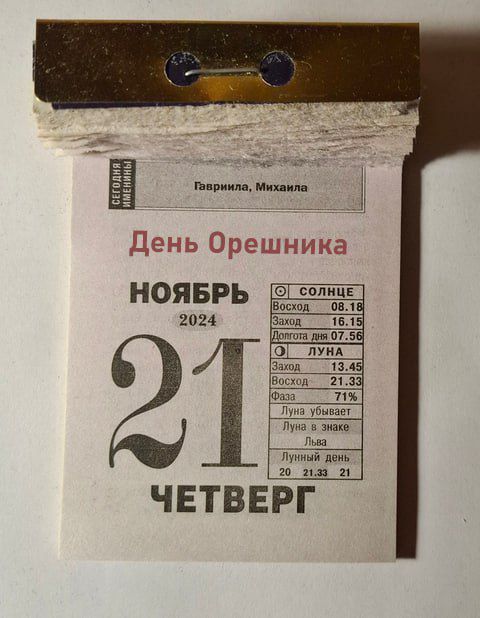 СЕГОДНЯ
ИМЕНИНЫ
Гавриила, Михаила
День Орешника
НОЯБРЬ
2024
21
ЧЕТВЕРГ
СОЛНЦЕ
Восход 08.18
Заход 16.15
Долгота дня 07.56
ЛУНА
Заход 13.45
Восход 21.33
Фаза 71%
Луна убывает
Луна в знаке
Льва
Лунный день
20 21.33 21